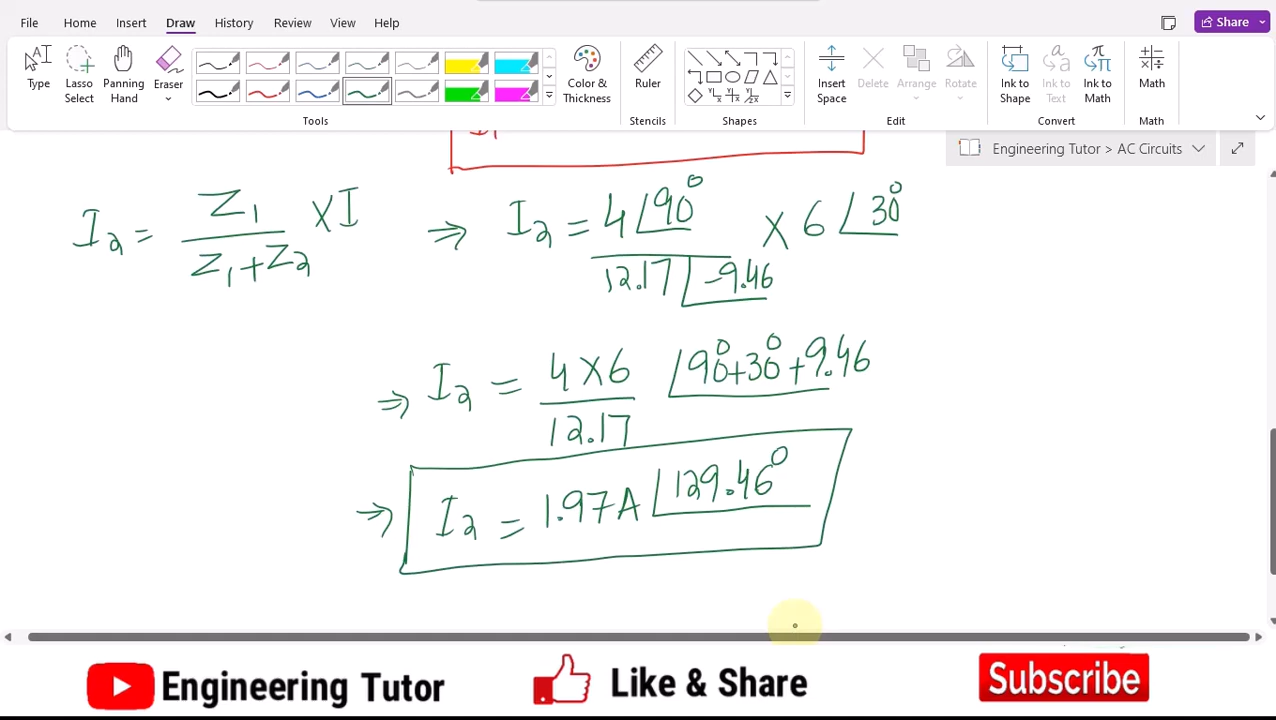 File Home Insert Draw History Review View Help Share
Type Lasso Select Panning Hand Eraser Color & Thickness Ruler Insert Space Delete Arrange Rotate Ink to Shape Ink to Text Ink to Math Math
Tools Stencils Shapes Edit Convert Math
I₁
Engineering Tutor > AC Circuits
I₂ = Z₁ / (Z₁+Z₂) × I ⇒ I₂ = 4∠90° / 12.17∠-9.46 × 6∠30°
⇒ I₂ = 4×6 / 12.17 ∠90°+30°+9.46
⇒ I₂ = 1.97A ∠129.46°
Engineering Tutor Like & Share Subscribe